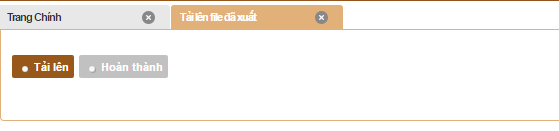 Trang Chính
Tải lên file đã xuất
Tải lên
Hoàn thành